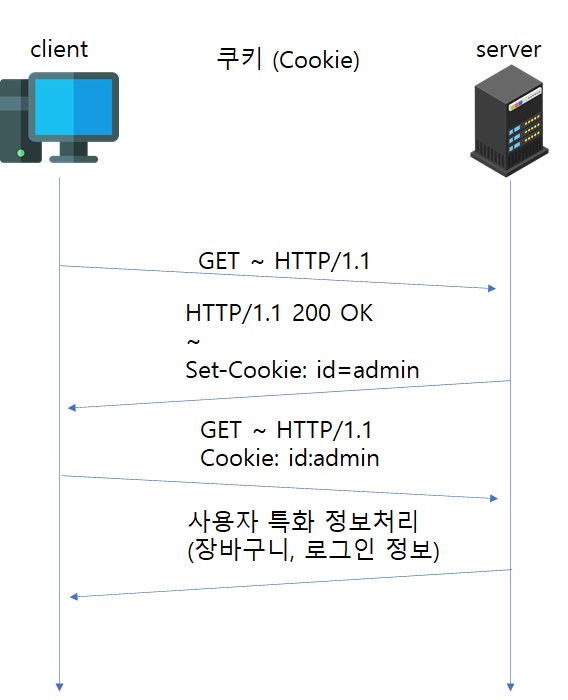 client
쿠키 (Cookie)
server
GET ~ HTTP/1.1
HTTP/1.1 200 OK
~
Set-Cookie: id=admin
GET ~ HTTP/1.1
Cookie: id:admin
사용자 특화 정보처리
(장바구니, 로그인 정보)